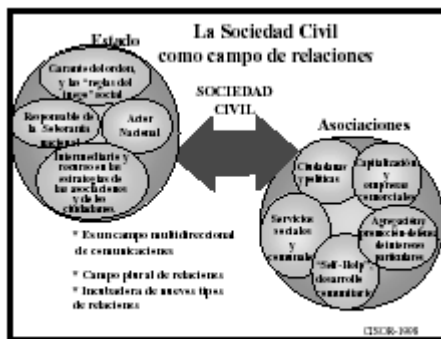 La Sociedad Civil
como campo de relaciones
Estado
Garante del orden,
y las "reglas del
juego" social
Responsable de
la Soberanía
nacional
Actor
Nacional
Intermediario y
recurso en las
estrategias de
las asociaciones
y de los
ciudadanos.
SOCIEDAD
CIVIL
Asociaciones
Ciudadanas
y políticas
Capitalización y
empresas
comerciales
Servicios
sociales
y
comunales
Agregación y
promoción-defensa
de intereses
particulares
"Self-Help",
desarrollo
comunitario
* Es un campo multidireccional
de comunicaciones
* Campo plural de relaciones
* Incubadora de nuevos tipos
de relaciones
CISOR-1998